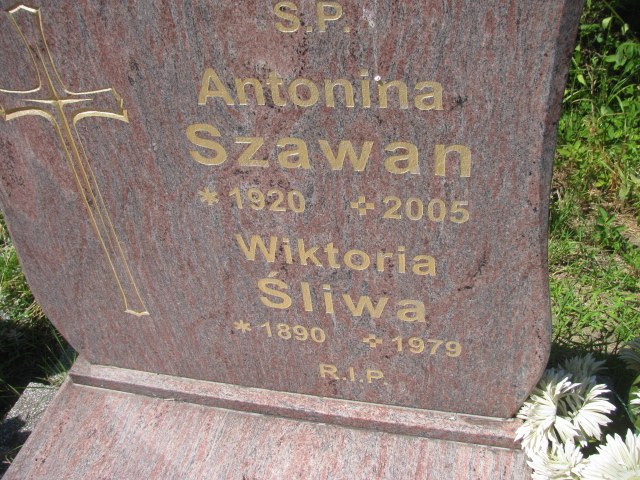 S.P.
Antonina
Szawan
* 1920 ✢ 2005
Wiktoria
Śliwa
* 1890 ✢ 1979
R.I.P.